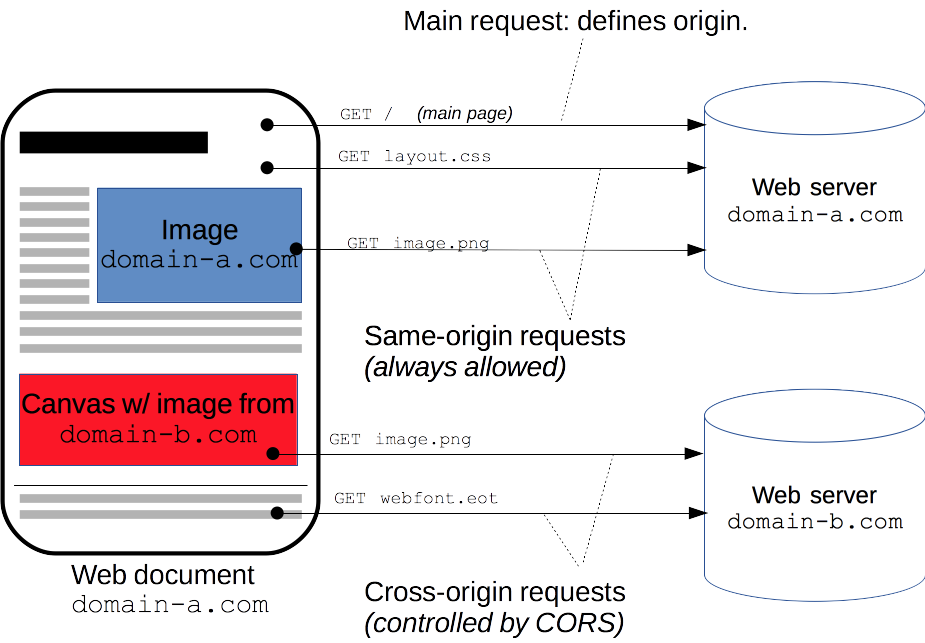 Main request: defines origin.
GET / (main page)
GET layout.css
Web server
domain-a.com
Image
domain-a.com
GET image.png
Same-origin requests
(always allowed)
Canvas w/ image from
domain-b.com
GET image.png
GET webfont.eot
Web server
domain-b.com
Web document
domain-a.com
Cross-origin requests
(controlled by CORS)